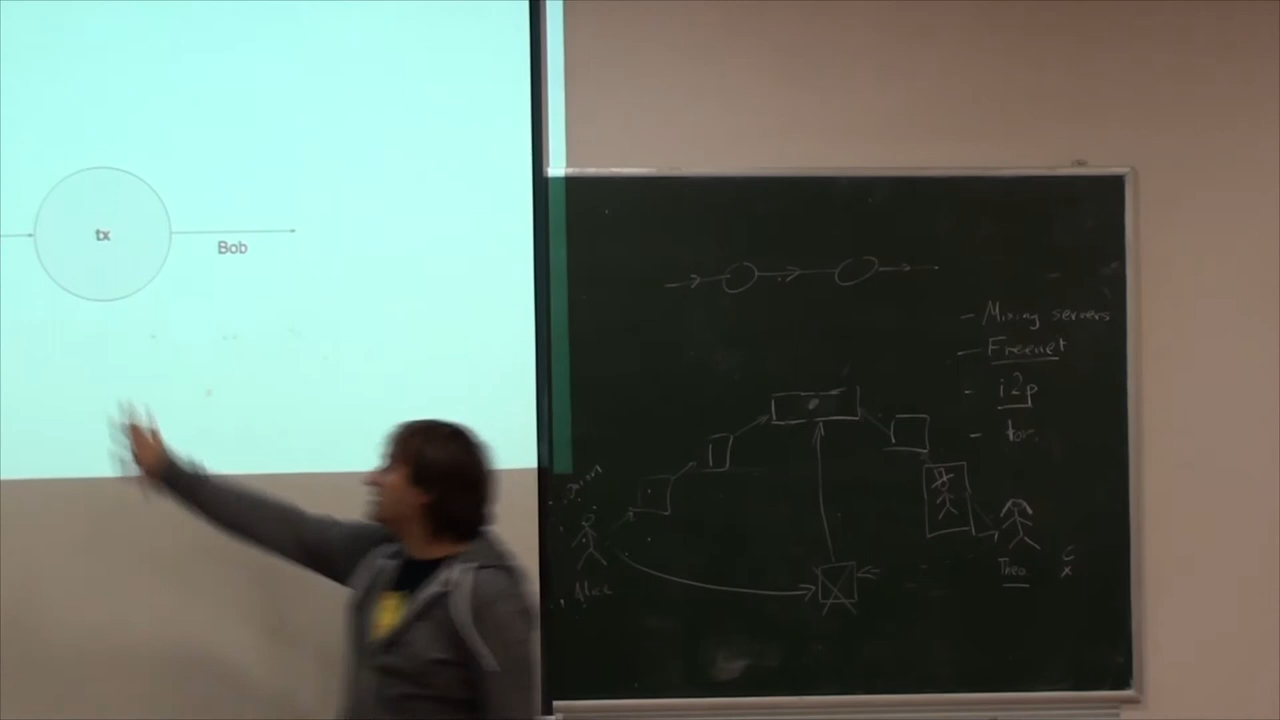 tx
Bob
- Mixing servers
- Freenet
- i2p
- tor.
Alice
Theo